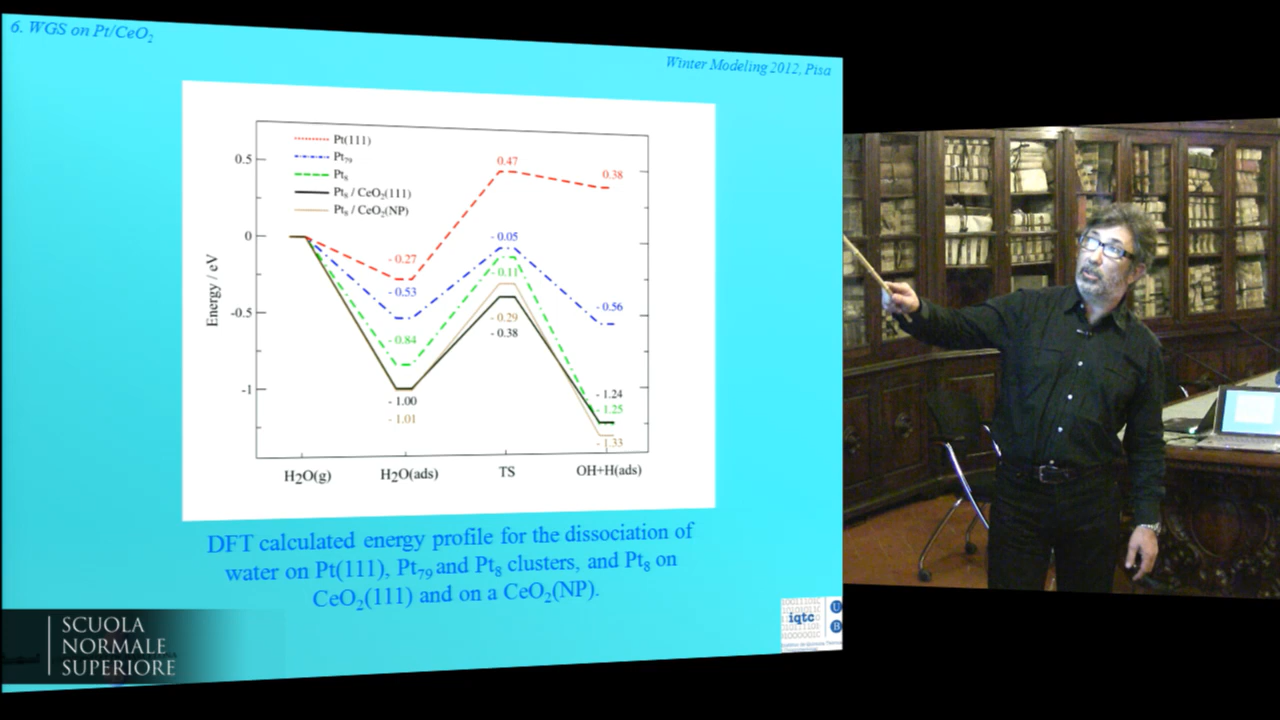 6. WGS on Pt/CeO₂
Winter Modeling 2012, Pisa
Pt(111)
Pt₇₉
Pt₈
Pt₈ / CeO₂(111)
Pt₈ / CeO₂(NP)
Energy / eV
0.5
0
-0.5
-1
0.47
0.38
- 0.27
- 0.05
- 0.53
- 0.11
- 0.56
- 0.84
- 0.29
- 0.38
- 1.00
- 1.01
- 1.24
- 1.25
- 1.33
H₂O(g)
H₂O(ads)
TS
OH+H(ads)
DFT calculated energy profile for the dissociation of
water on Pt(111), Pt₇₉ and Pt₈ clusters, and Pt₈ on
CeO₂(111) and on a CeO₂(NP).
iqtc
U
B
SCUOLA
NORMALE
SUPERIORE